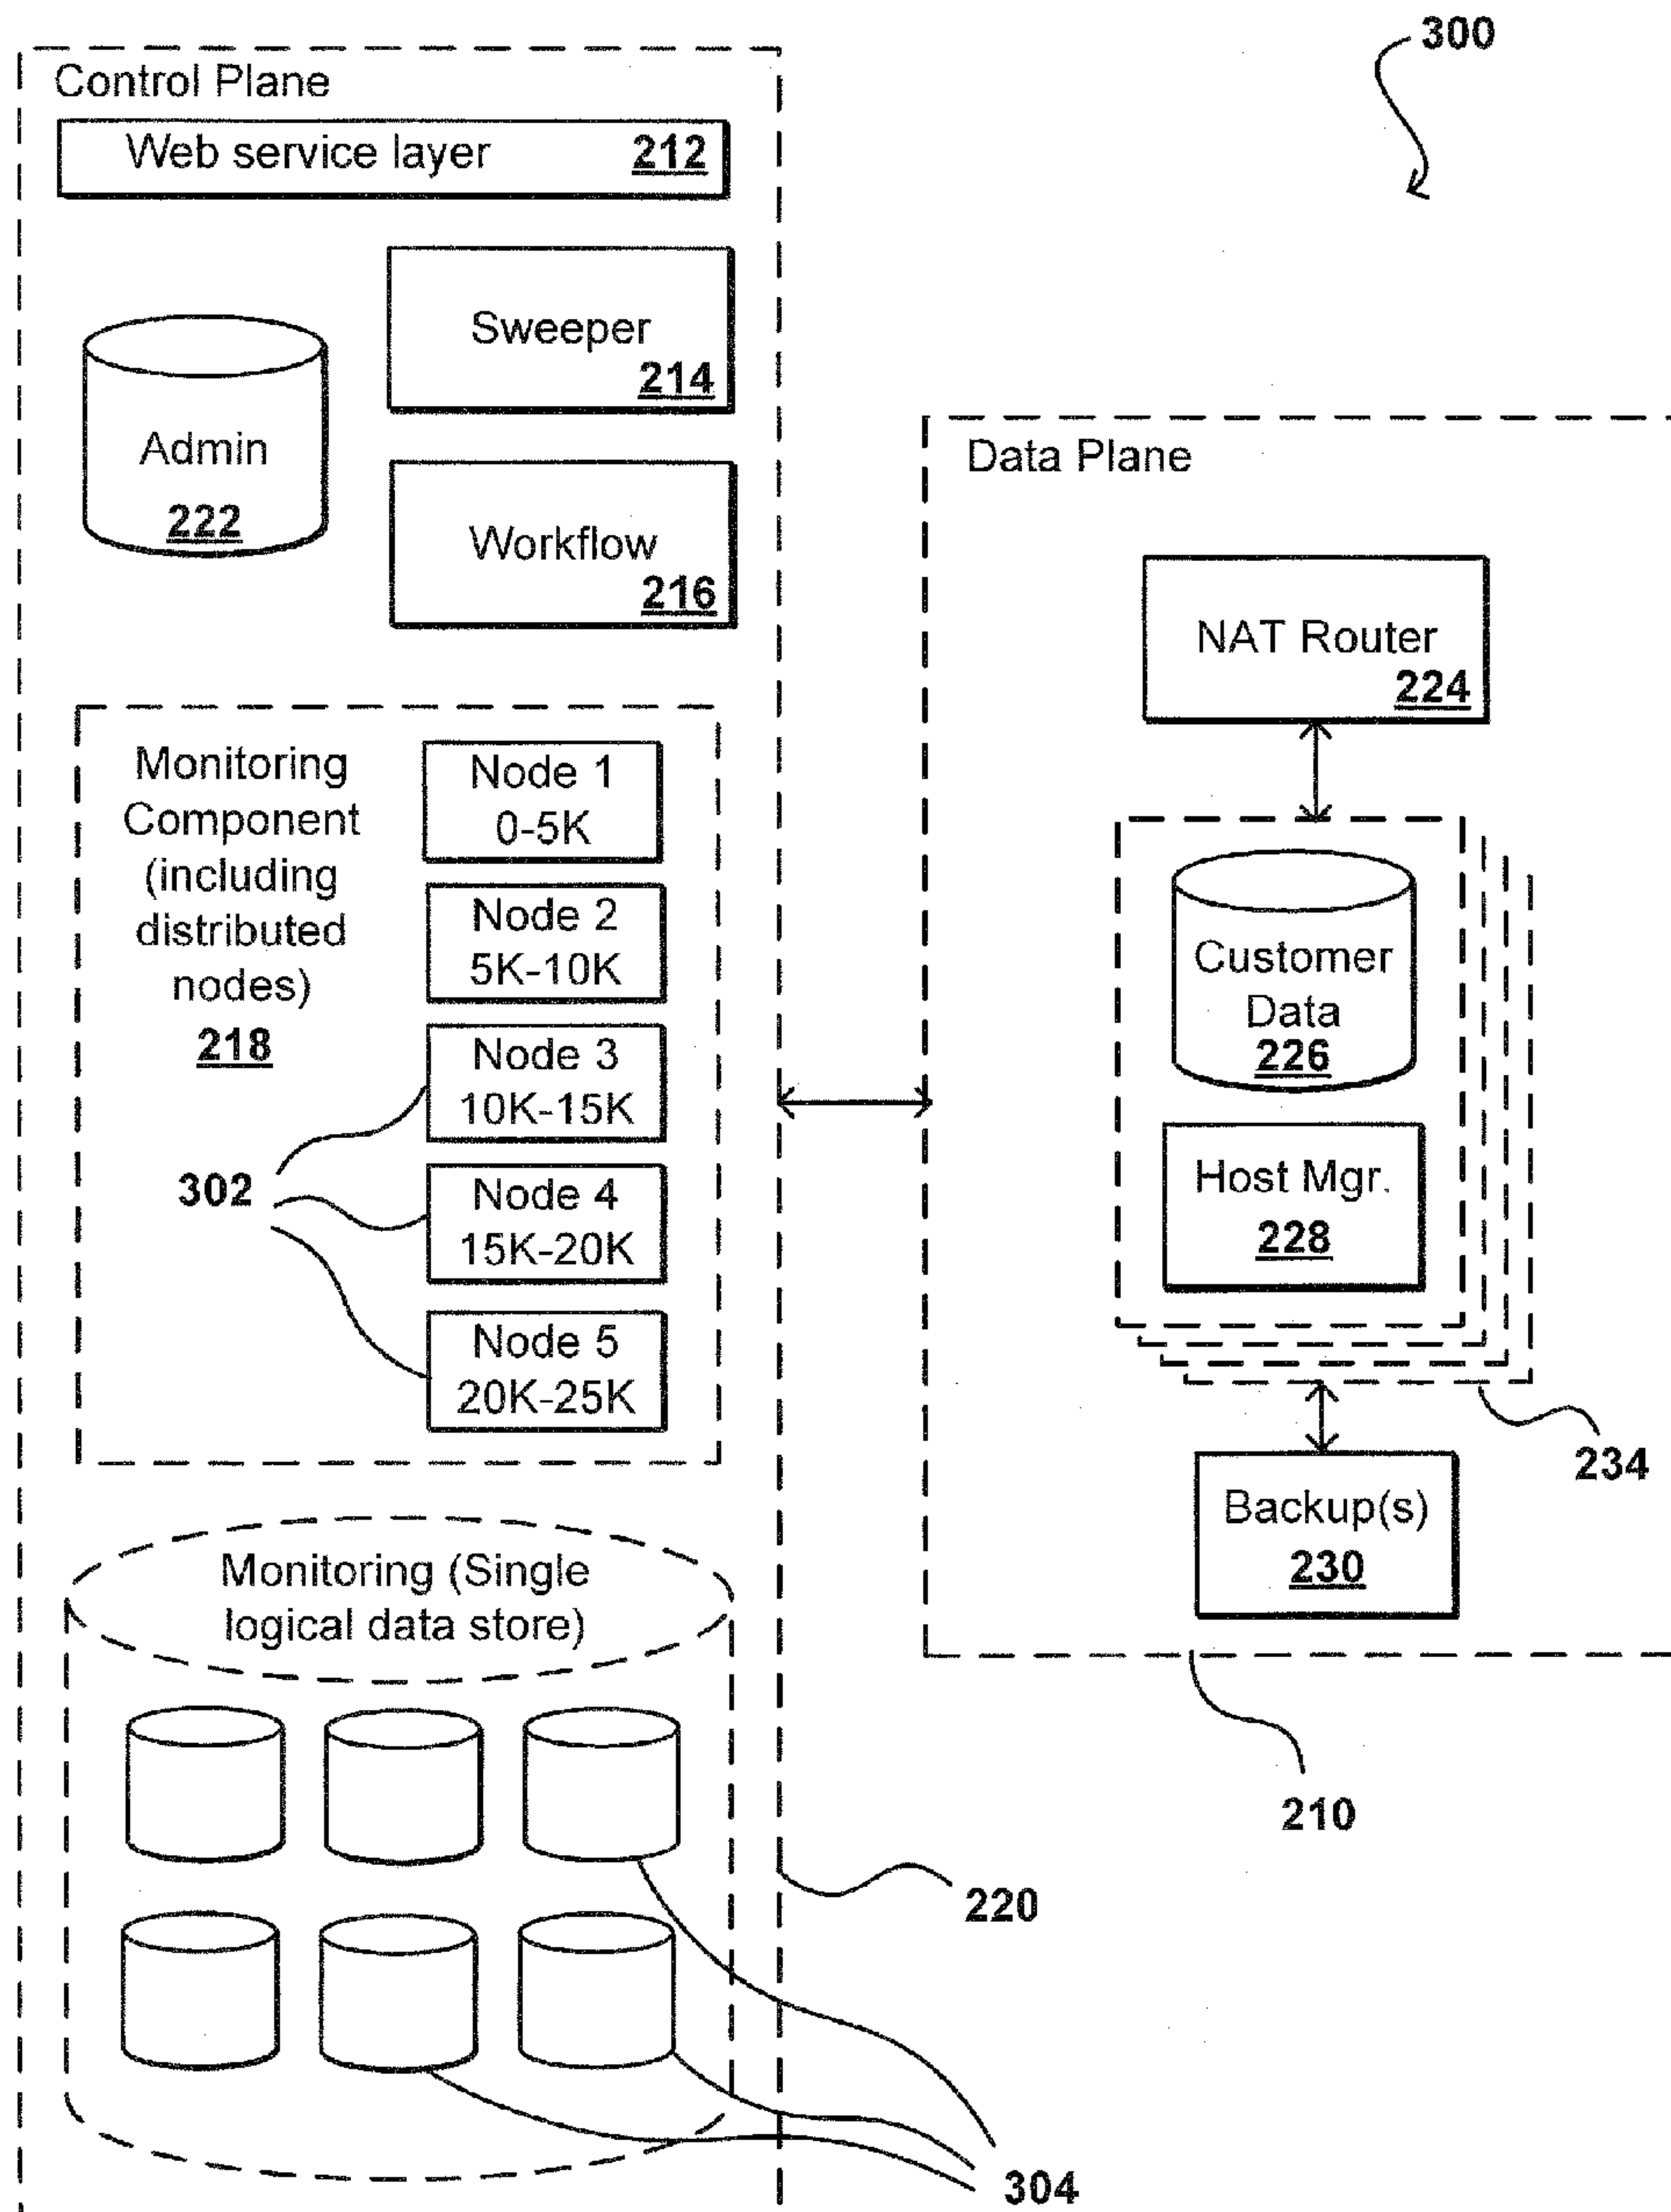 300
Control Plane
Web service layer 212
Sweeper
214
Admin
222
Workflow
216
Monitoring
Component
(including
distributed
nodes)
218
Node 1
0-5K
Node 2
5K-10K
Node 3
10K-15K
Node 4
15K-20K
Node 5
20K-25K
302
Monitoring (Single
logical data store)
220
304
Data Plane
NAT Router
224
Customer
Data
226
Host Mgr.
228
234
Backup(s)
230
210